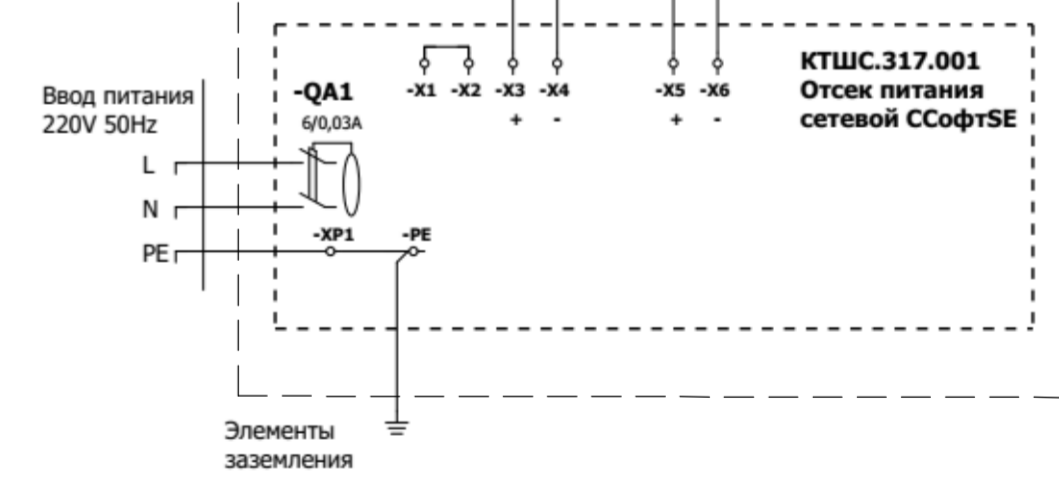 КТШС.317.001
Отсек питания
сетевой ССофтSE
-QA1
6/0,03А
-X1 -X2 -X3 -X4 -X5 -X6
+ - + -
Ввод питания
220V 50Hz
L
N
PE
-XP1 -PE
Элементы
заземления